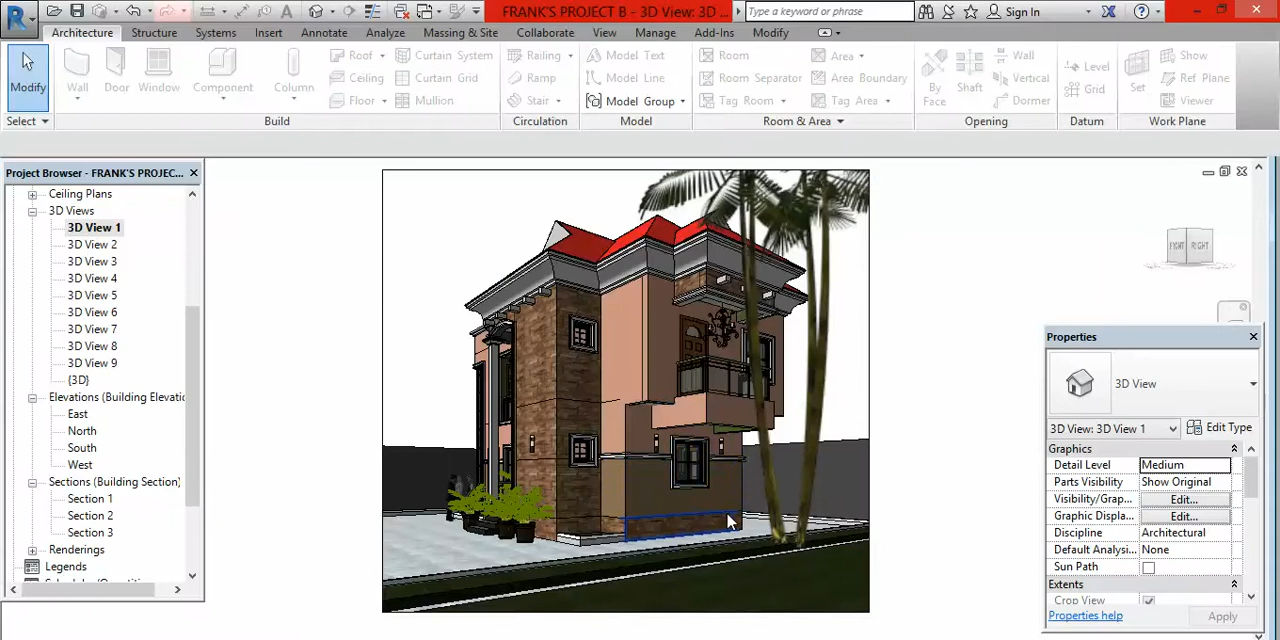 FRANK'S PROJECT B - 3D View: 3D ...
Type a keyword or phrase
Sign In
Architecture Structure Systems Insert Annotate Analyze Massing & Site Collaborate View Add-Ins Modify
Modify
Select
Wall
Door
Window
Component
Column
Roof
Ceiling
Floor
Curtain System
Curtain Grid
Mullion
Build
Railing
Ramp
Stair
Circulation
Model Text
Model Line
Model Group
Model
Room
Room Separator
Tag Room
Area
Area Boundary
Tag Area
Room & Area
By Face
Shaft
Wall
Vertical
Dormer
Opening
Level
Grid
Datum
Set
Show
Ref Plane
Viewer
Work Plane
Project Browser - FRANK'S PROJEC...
Ceiling Plans
3D Views
3D View 1
3D View 2
3D View 3
3D View 4
3D View 5
3D View 6
3D View 7
3D View 8
3D View 9
{3D}
Elevations (Building Elevati
East
North
South
West
Sections (Building Section)
Section 1
Section 2
Section 3
Renderings
Legends
RIGHT
Properties
3D View
3D View: 3D View 1
Edit Type
Graphics
Detail Level Medium
Parts Visibility Show Original
Visibility/Grap... Edit...
Graphic Displa... Edit...
Discipline Architectural
Default Analysi... None
Sun Path
Extents
Crop View
Properties help
Apply